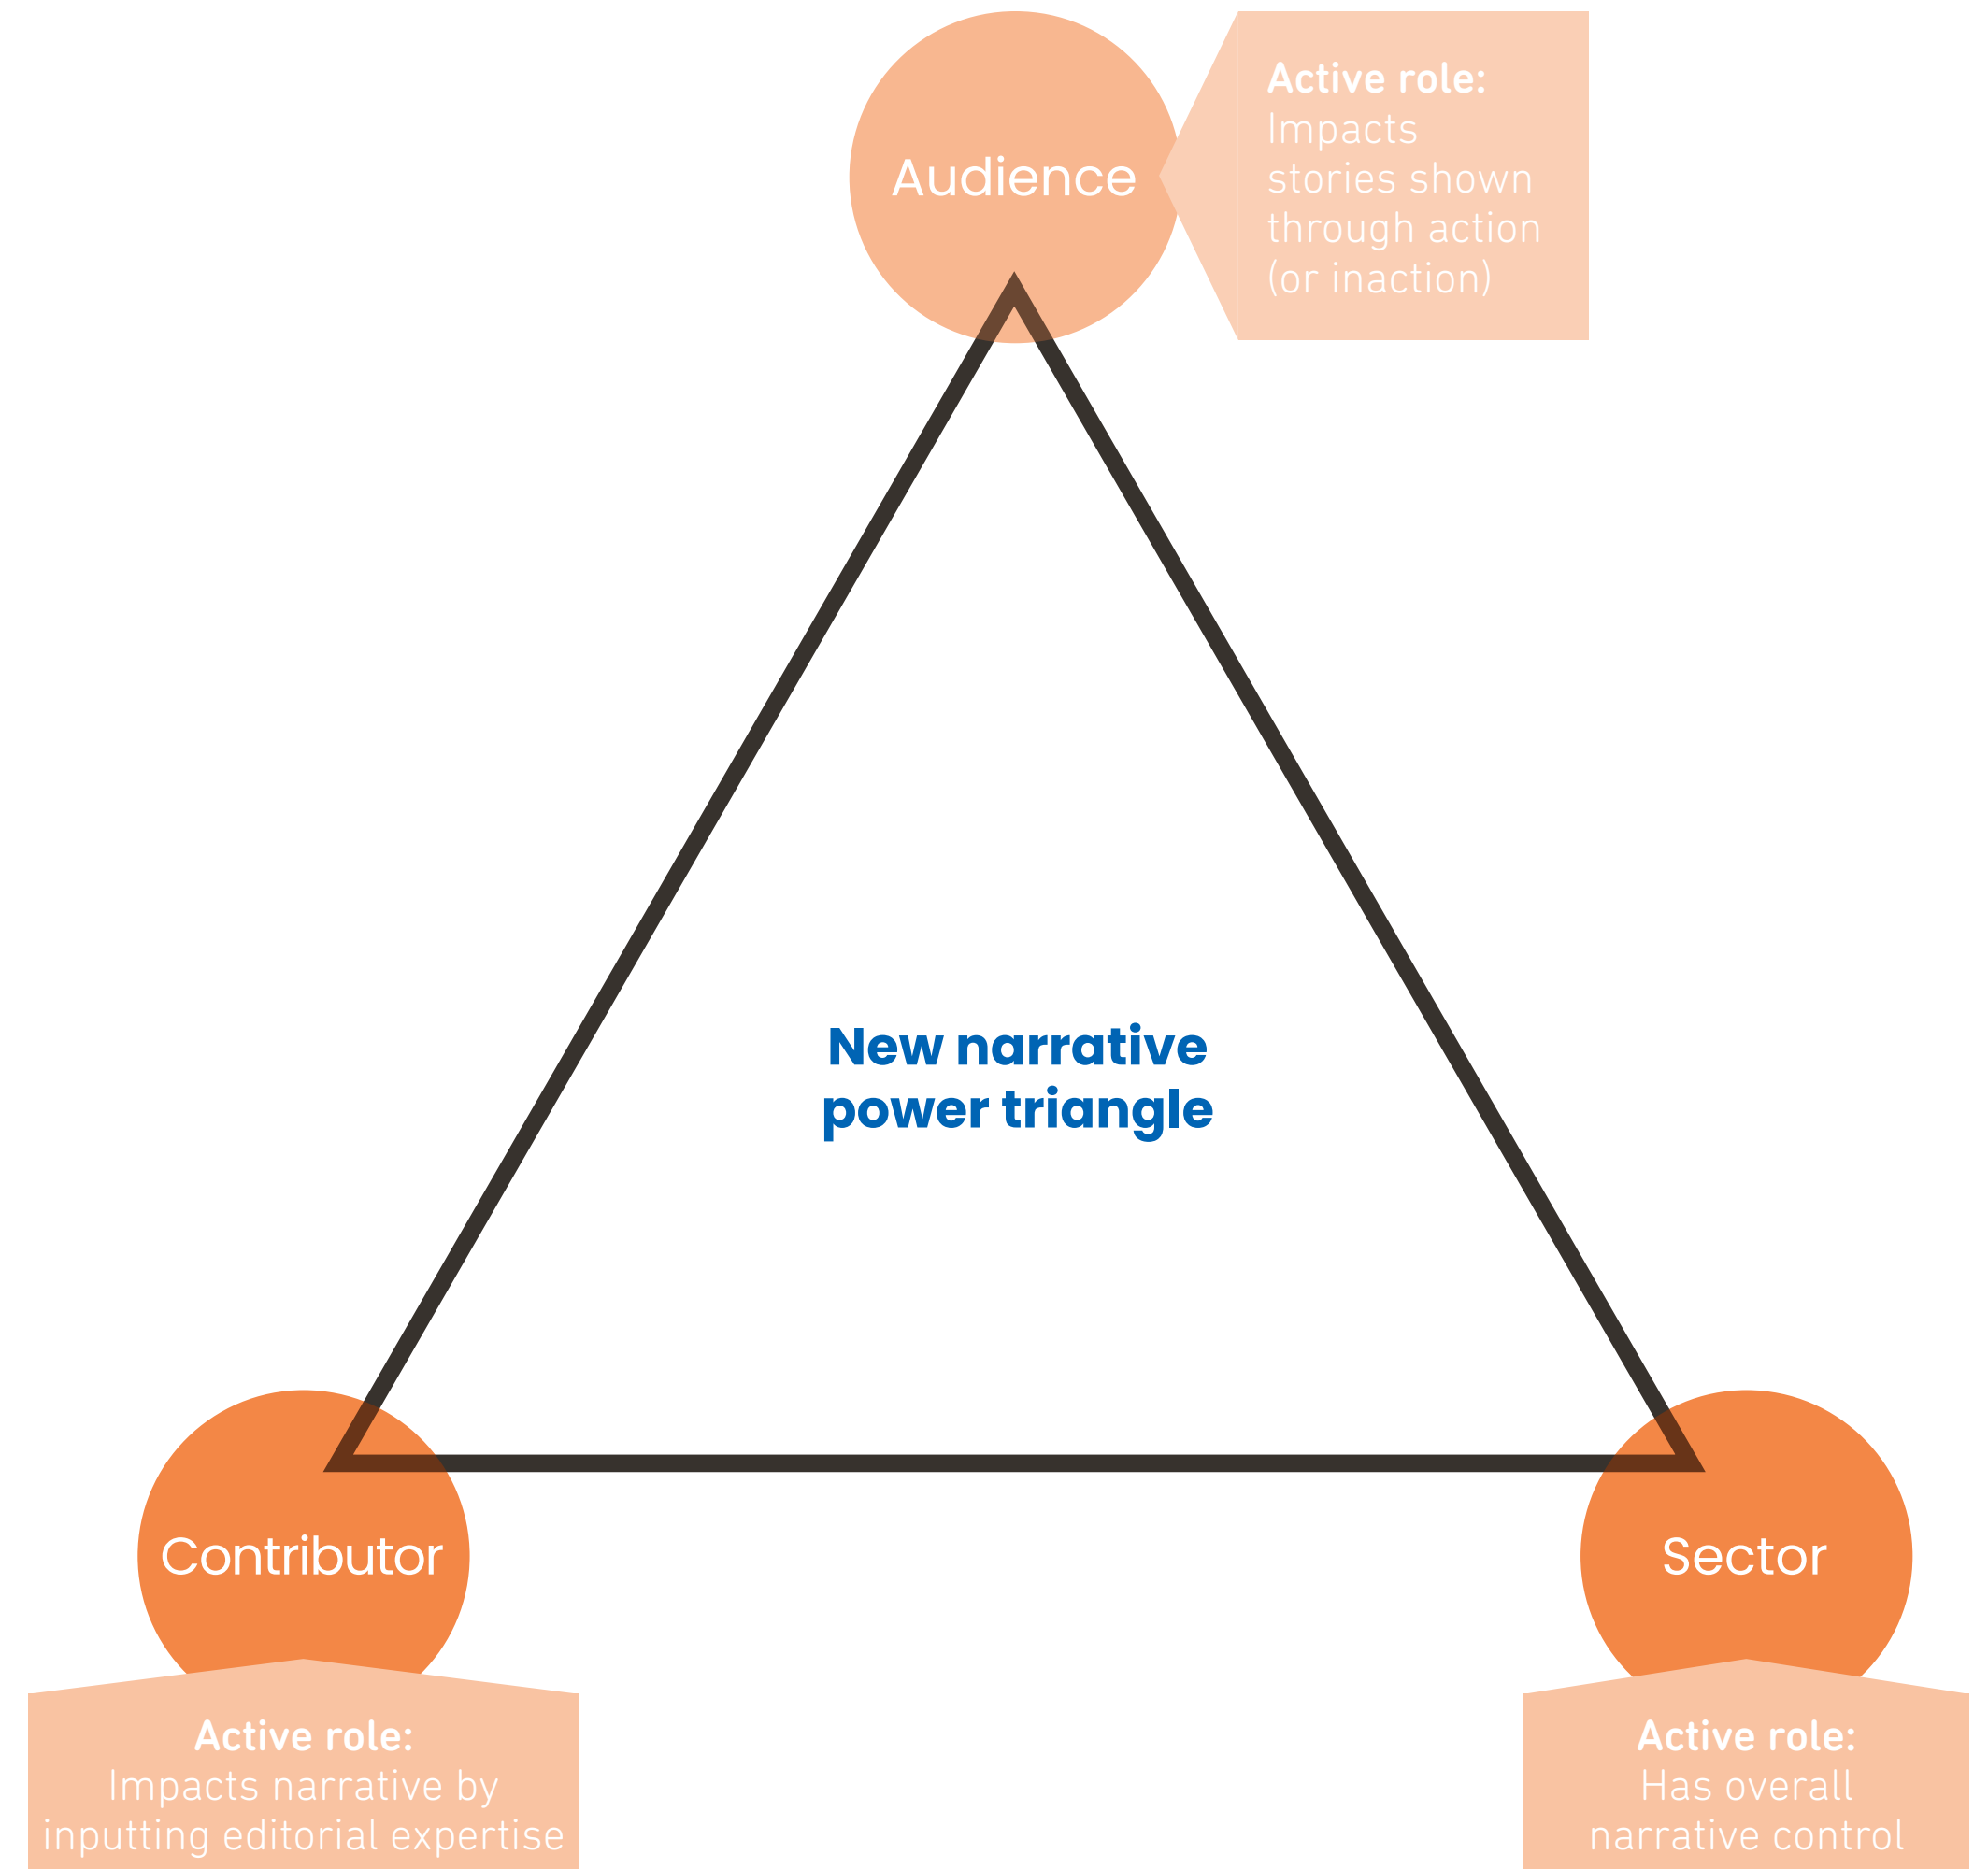 Audience
Active role:
Impacts
stories shown
through action
(or inaction)
New narrative
power triangle
Contributor
Active role:
Impacts narrative by
inputting editorial expertise
Sector
Active role:
Has overall
narrative control